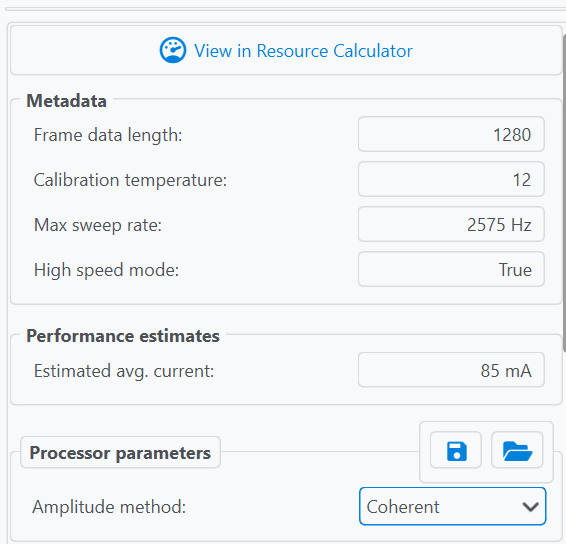 View in Resource Calculator
Metadata
Frame data length: 1280
Calibration temperature: 12
Max sweep rate: 2575 Hz
High speed mode: True
Performance estimates
Estimated avg. current: 85 mA
Processor parameters
Amplitude method: Coherent